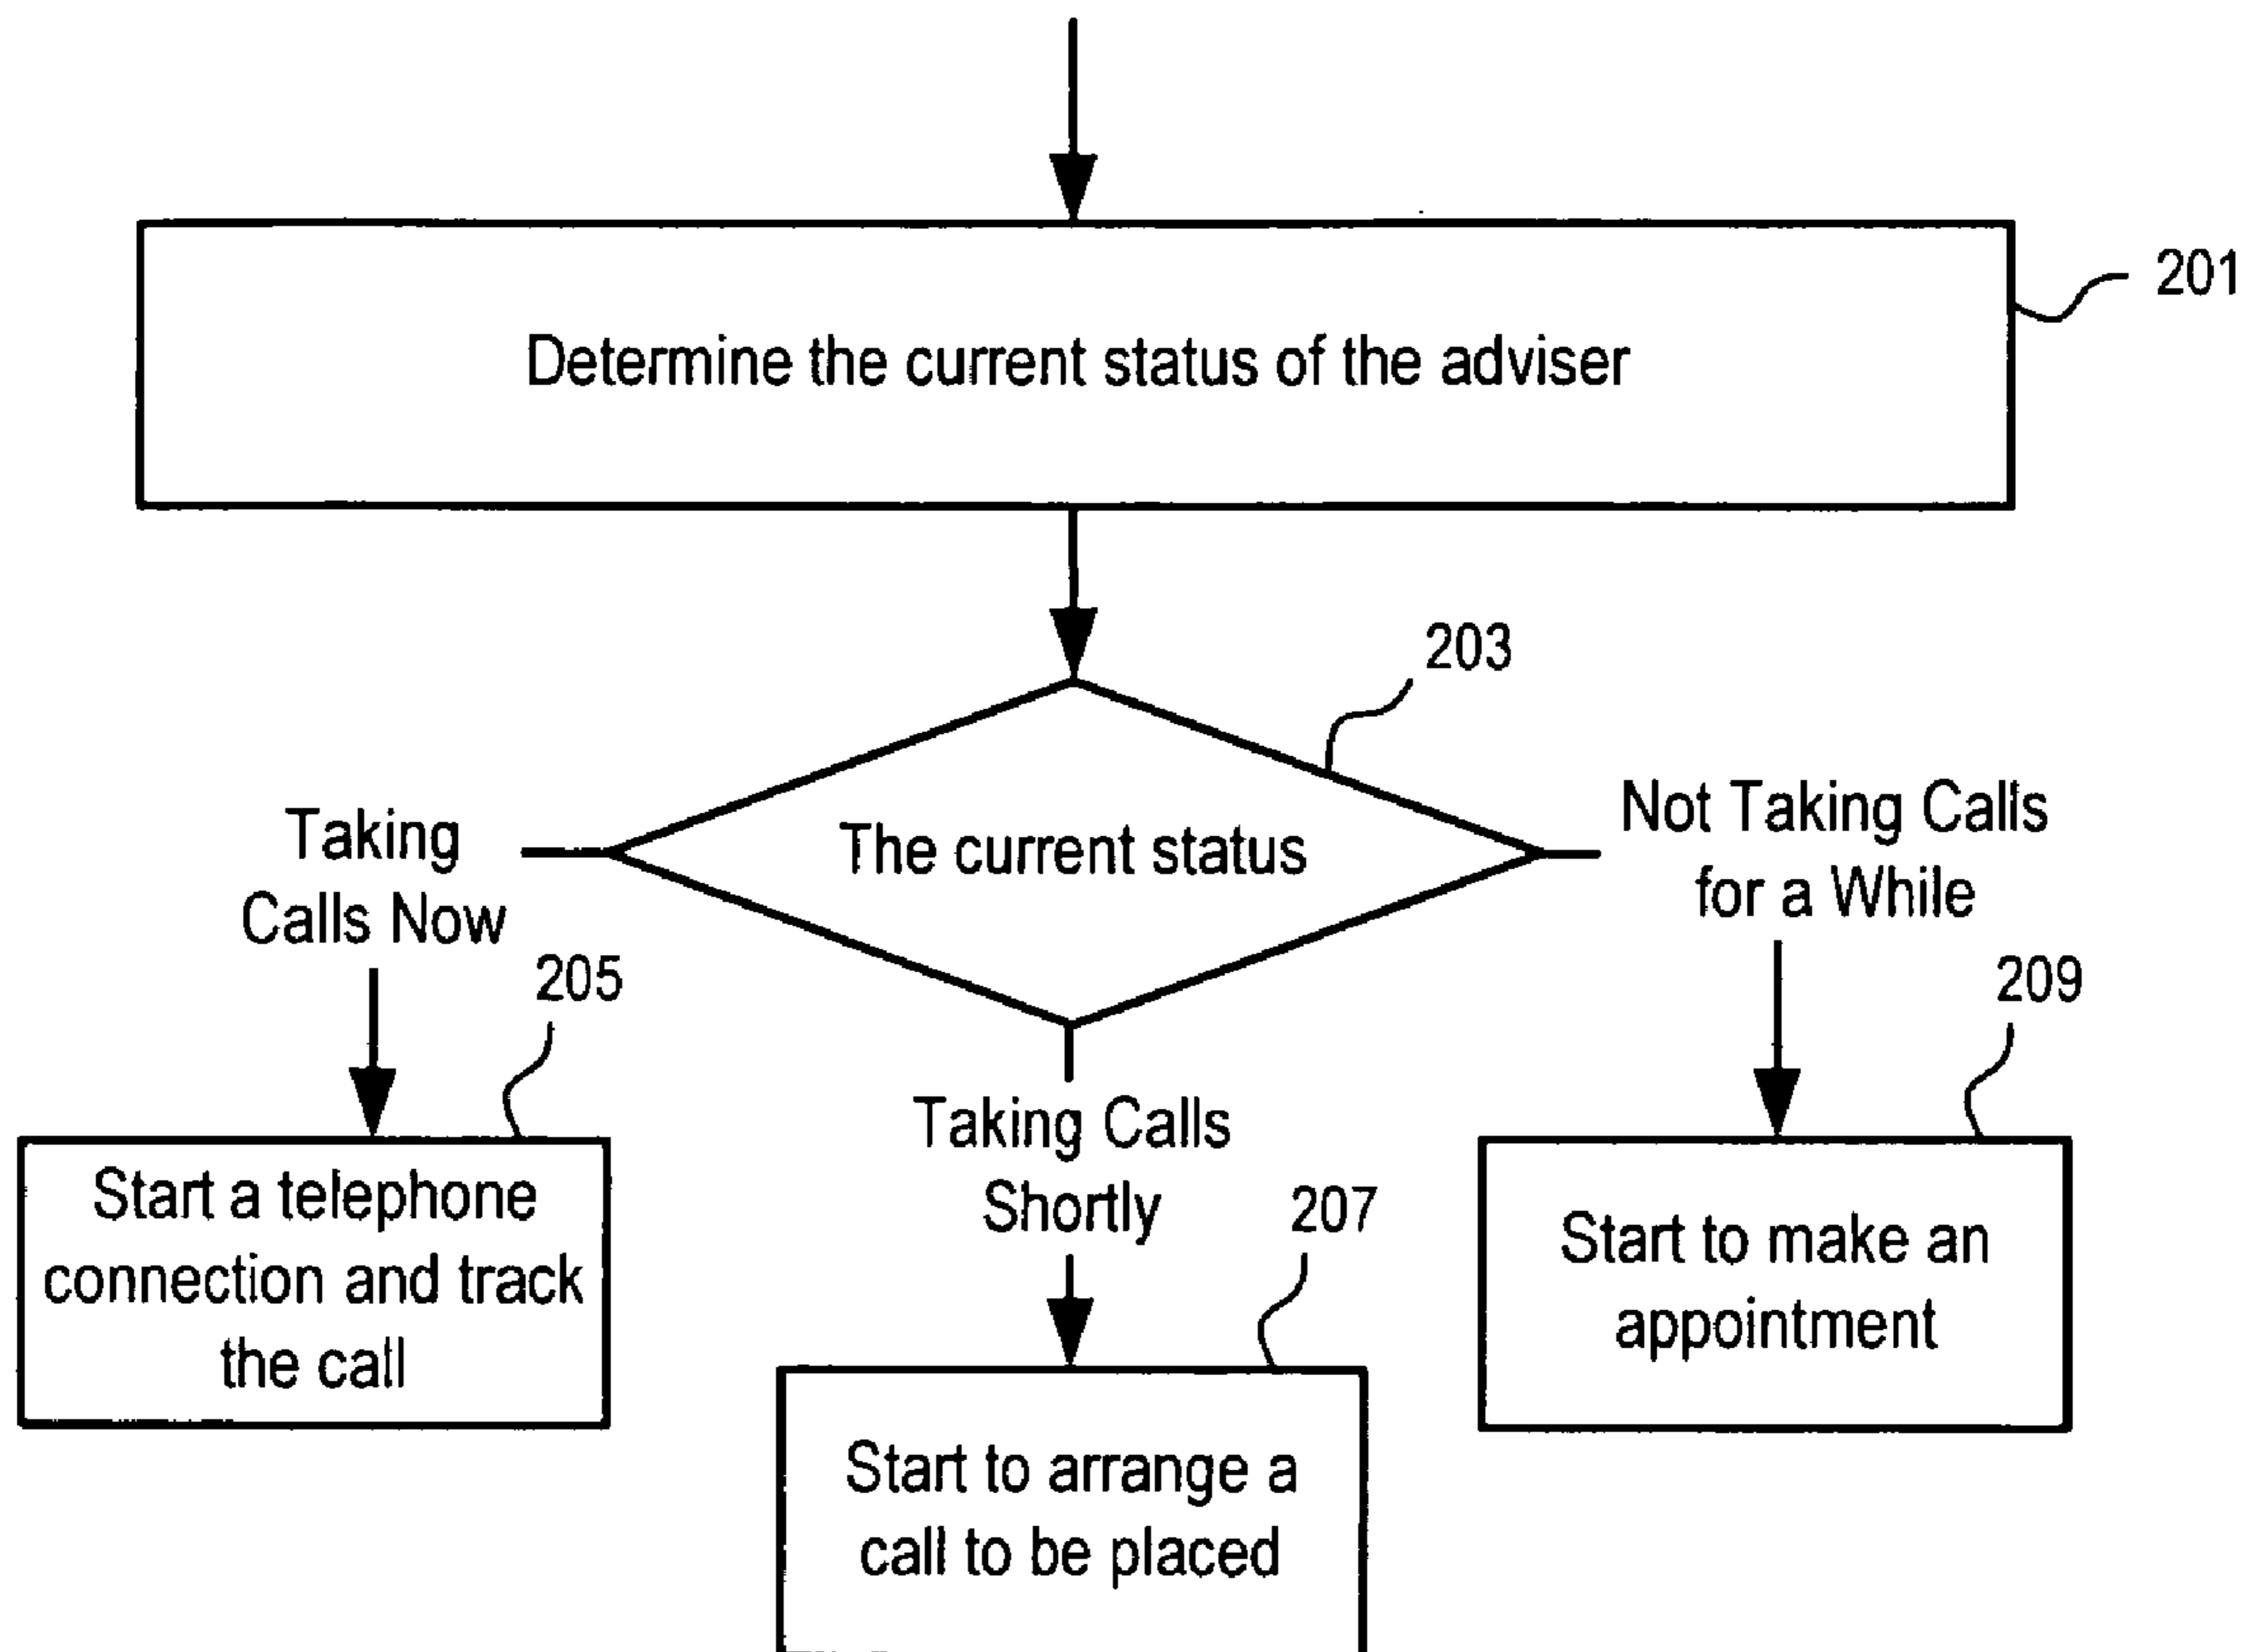 201
Determine the current status of the adviser
203
The current status
Taking
Calls Now
Not Taking Calls
for a While
205
209
Taking Calls
Shortly
207
Start a telephone
connection and track
the call
Start to make an
appointment
Start to arrange a
call to be placed